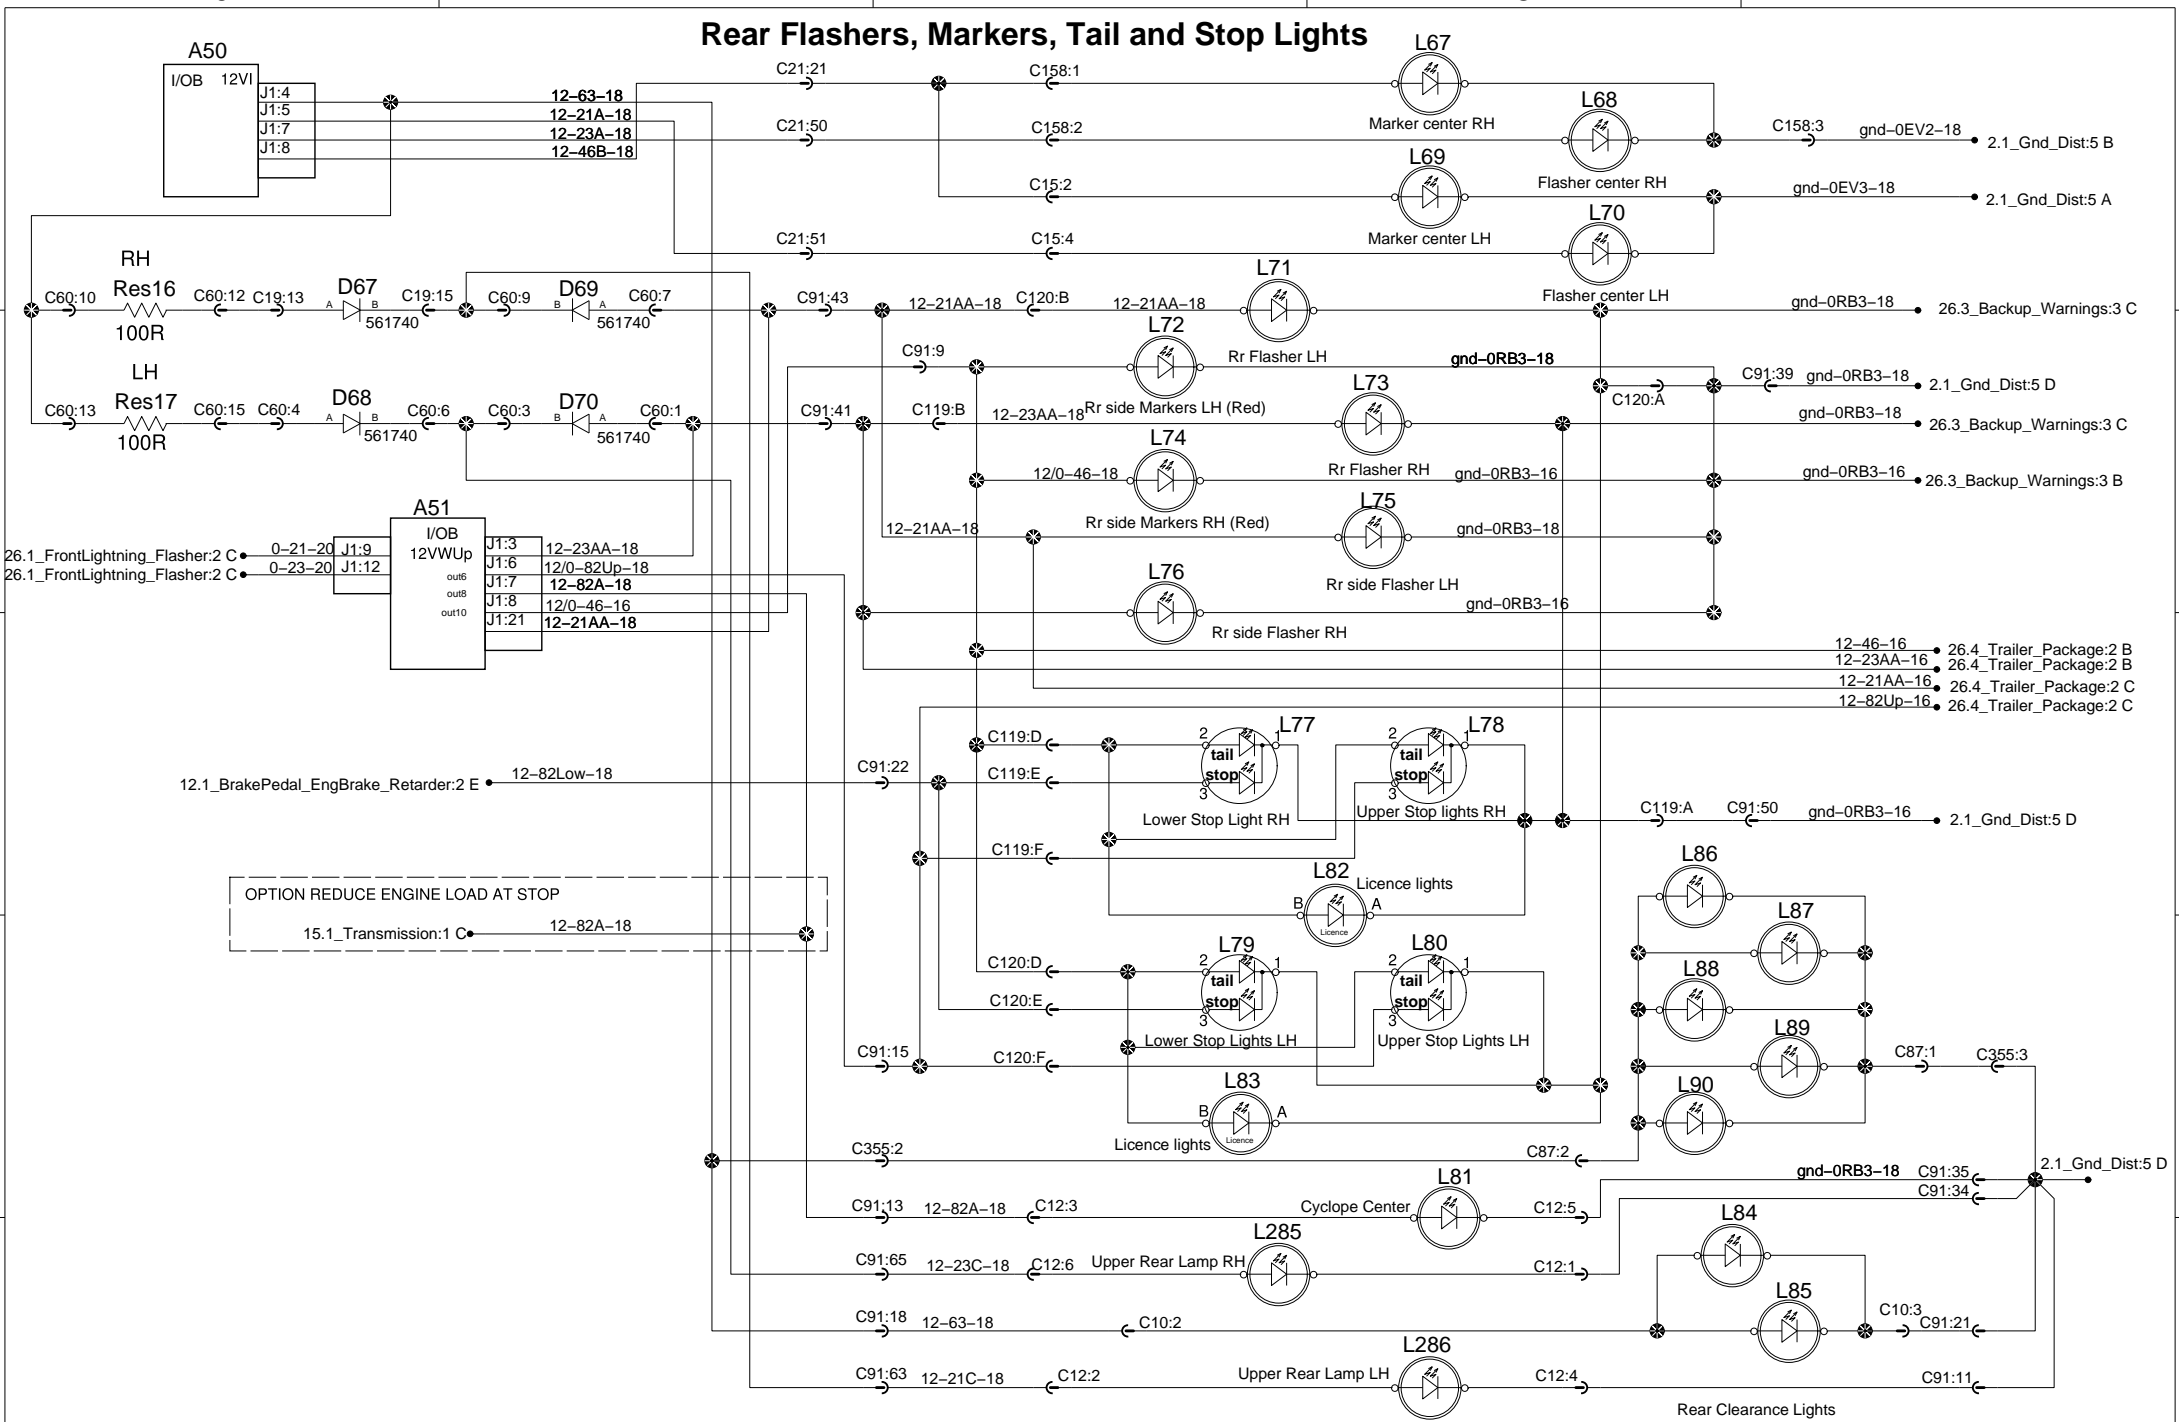 Rear Flashers, Markers, Tail and Stop Lights
A50
I/OB 12VI
J1:4
J1:5
J1:7
J1:8
12–63–18
12–21A–18
12–23A–18
12–46B–18
C21:21
C158:1
L67
Marker center RH
C21:50
C158:2
L68
Flasher center RH
C158:3
gnd–0EV2–18
2.1_Gnd_Dist:5 B
C15:2
L69
Marker center LH
gnd–0EV3–18
2.1_Gnd_Dist:5 A
C21:51
C15:4
L70
Flasher center LH
RH
Res16
100R
C60:10
C60:12
C19:13
D67
A
B
561740
C19:15
C60:9
D69
B
A
561740
C60:7
C91:43
12–21AA–18
C120:B
12–21AA–18
L71
Rr Flasher LH
gnd–0RB3–18
26.3_Backup_Warnings:3 C
C91:9
L72
Rr side Markers LH (Red)
gnd–0RB3–18
C120:A
C91:39
gnd–0RB3–18
2.1_Gnd_Dist:5 D
LH
Res17
100R
C60:13
C60:15
C60:4
D68
A
B
561740
C60:6
C60:3
D70
B
A
561740
C60:1
C91:41
C119:B
12–23AA–18
L73
Rr Flasher RH
gnd–0RB3–18
26.3_Backup_Warnings:3 C
12/0–46–18
L74
Rr side Markers RH (Red)
gnd–0RB3–16
gnd–0RB3–16
26.3_Backup_Warnings:3 B
12–21AA–18
L75
Rr side Flasher LH
gnd–0RB3–18
L76
Rr side Flasher RH
gnd–0RB3–16
A51
I/OB
12VWUp
out6
out8
out10
26.1_FrontLightning_Flasher:2 C
0–21–20
J1:9
26.1_FrontLightning_Flasher:2 C
0–23–20
J1:12
J1:3
12–23AA–18
J1:6
12/0–82Up–18
J1:7
12–82A–18
J1:8
12/0–46–16
J1:21
12–21AA–18
12–46–16
26.4_Trailer_Package:2 B
12–23AA–16
26.4_Trailer_Package:2 B
12–21AA–16
26.4_Trailer_Package:2 C
12–82Up–16
26.4_Trailer_Package:2 C
12.1_BrakePedal_EngBrake_Retarder:2 E
12–82Low–18
C91:22
C119:D
C119:E
C119:F
L77
2
tail
1
stop
3
Lower Stop Light RH
L78
2
tail
1
stop
3
Upper Stop lights RH
C119:A
C91:50
gnd–0RB3–16
2.1_Gnd_Dist:5 D
L82
Licence lights
B
A
Licence
OPTION REDUCE ENGINE LOAD AT STOP
15.1_Transmission:1 C
12–82A–18
C120:D
C120:E
C91:15
C120:F
L79
2
tail
1
stop
3
Lower Stop Lights LH
L80
2
tail
1
stop
3
Upper Stop Lights LH
L83
B
A
Licence
Licence lights
L86
L87
L88
L89
L90
C87:1
C355:3
C355:2
C87:2
2.1_Gnd_Dist:5 D
C91:13
12–82A–18
C12:3
Cyclope Center
L81
C12:5
gnd–0RB3–18
C91:35
C91:34
C91:65
12–23C–18
C12:6
Upper Rear Lamp RH
L285
C12:1
L84
L85
C91:18
12–63–18
C10:2
C10:3
C91:21
C91:63
12–21C–18
C12:2
Upper Rear Lamp LH
L286
C12:4
C91:11
Rear Clearance Lights